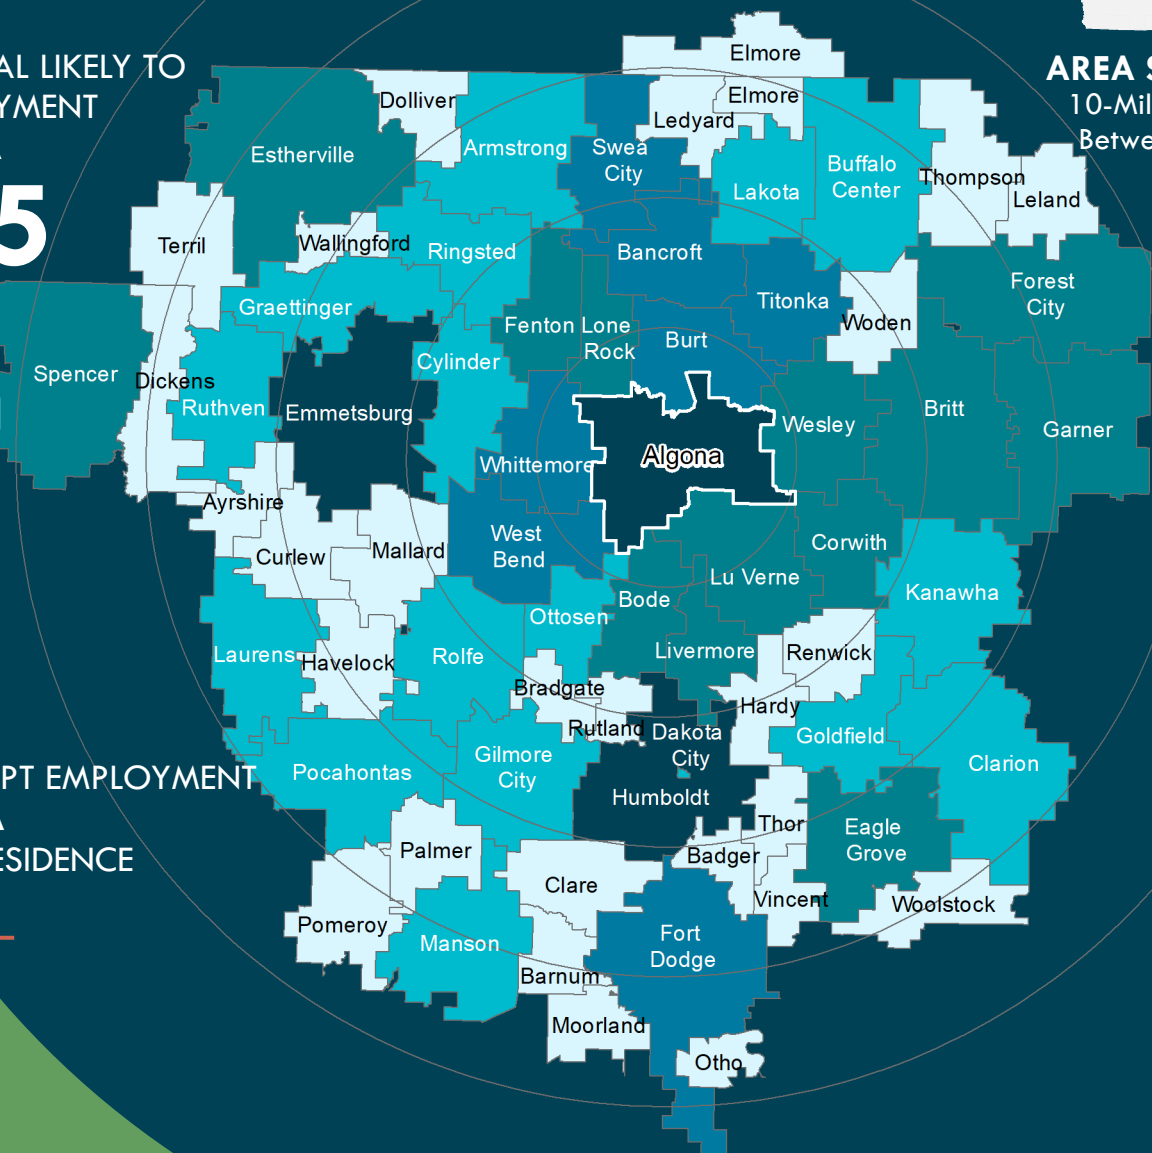 AL LIKELY TO
YMENT
5
PT EMPLOYMENT
A
ESIDENCE
AREA S
10-Mil
Betwe
Elmore
Dolliver
Elmore
Ledyard
Estherville
Armstrong
Swea
City
Lakota
Buffalo
Center
Thompson
Leland
Terril
Wallingford
Ringsted
Bancroft
Graettinger
Titonka
Forest
City
Woden
Fenton
Lone
Rock
Burt
Spencer
Dickens
Cylinder
Ruthven
Emmetsburg
Wesley
Britt
Garner
Algona
Whittemore
Ayrshire
Curlew
Mallard
West
Bend
Corwith
Lu Verne
Kanawha
Bode
Ottosen
Laurens
Havelock
Rolfe
Livermore
Renwick
Bradgate
Hardy
Rutland
Dakota
City
Goldfield
Pocahontas
Gilmore
City
Clarion
Humboldt
Thor
Eagle
Grove
Palmer
Badger
Clare
Vincent
Woolstock
Pomeroy
Manson
Fort
Dodge
Barnum
Moorland
Otho